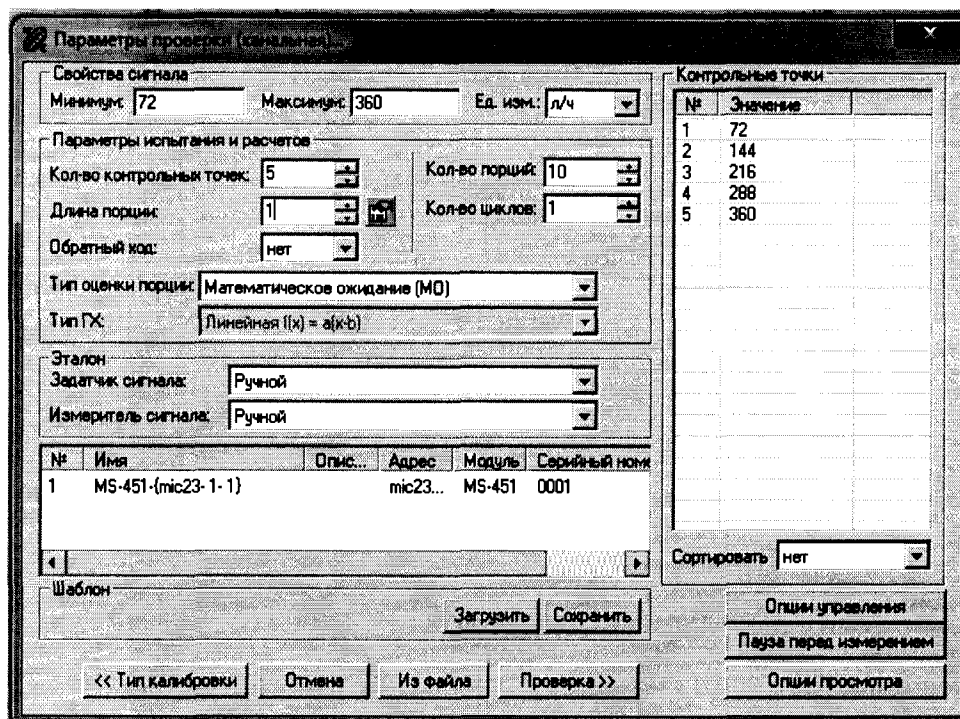 Параметры проверки (канальная)
Свойства сигнала
Минимум: 72 Максимум: 360 Ед. изм.: л/ч
Параметры испытания и расчетов
Кол-во контрольных точек: 5 Кол-во порций: 10
Длина порции: 1 Кол-во циклов: 1
Обратный ход: нет
Тип оценки порции: Математическое ожидание (МО)
Тип ГХ: Линейная f(x) = a(x-b)
Эталон
Задатчик сигнала: Ручной
Измеритель сигнала: Ручной
№ Имя Опис... Адрес Модуль Серийный номе
1 MS-451-{mic23-1-1} mic23... MS-451 0001
Шаблон
Загрузить Сохранить
<< Тип калибровки Отмена Из файла Проверка >>
Контрольные точки
№ Значение
1 72
2 144
3 216
4 288
5 360
Сортировать нет
Опции управления
Пауза перед измерением
Опции просмотра